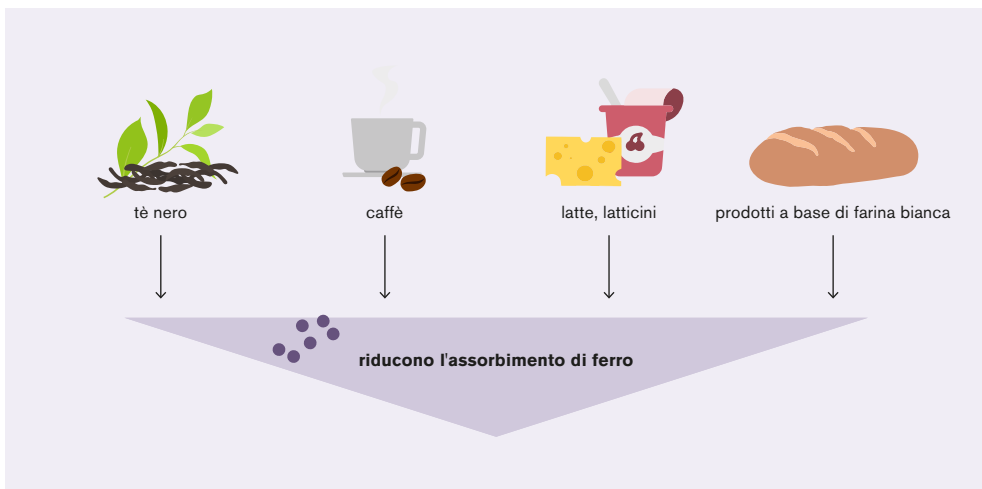 tè nero
caffè
latte, latticini
prodotti a base di farina bianca
riducono l'assorbimento di ferro